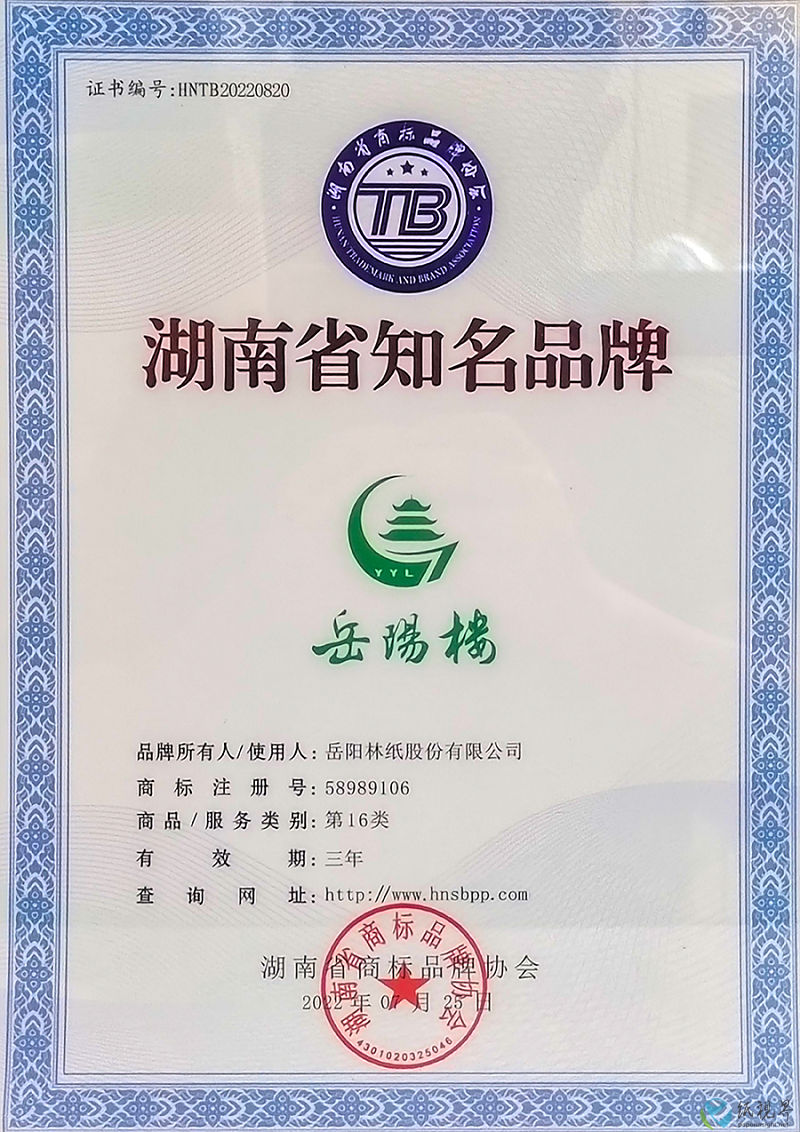 证书编号:HNTB20220820
湖南省商标品牌协会
TB
HUNAN TRADEMARK AND BRAND ASSOCIATION
湖南省知名品牌
YYL
岳陽楼
品牌所有人/使用人:岳阳林纸股份有限公司
商标注册号:58989106
商品/服务类别:第16类
有效期:三年
查询网址:http://www.hnsbpp.com
湖南省商标品牌协会
2022年07月25日
湖南省商标品牌协会
4301020325046
纸视界